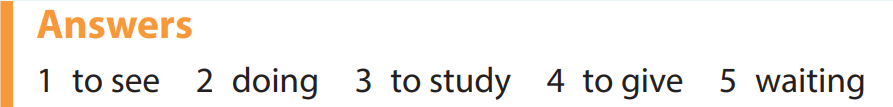 Answers
1 to see 2 doing 3 to study 4 to give 5 waiting